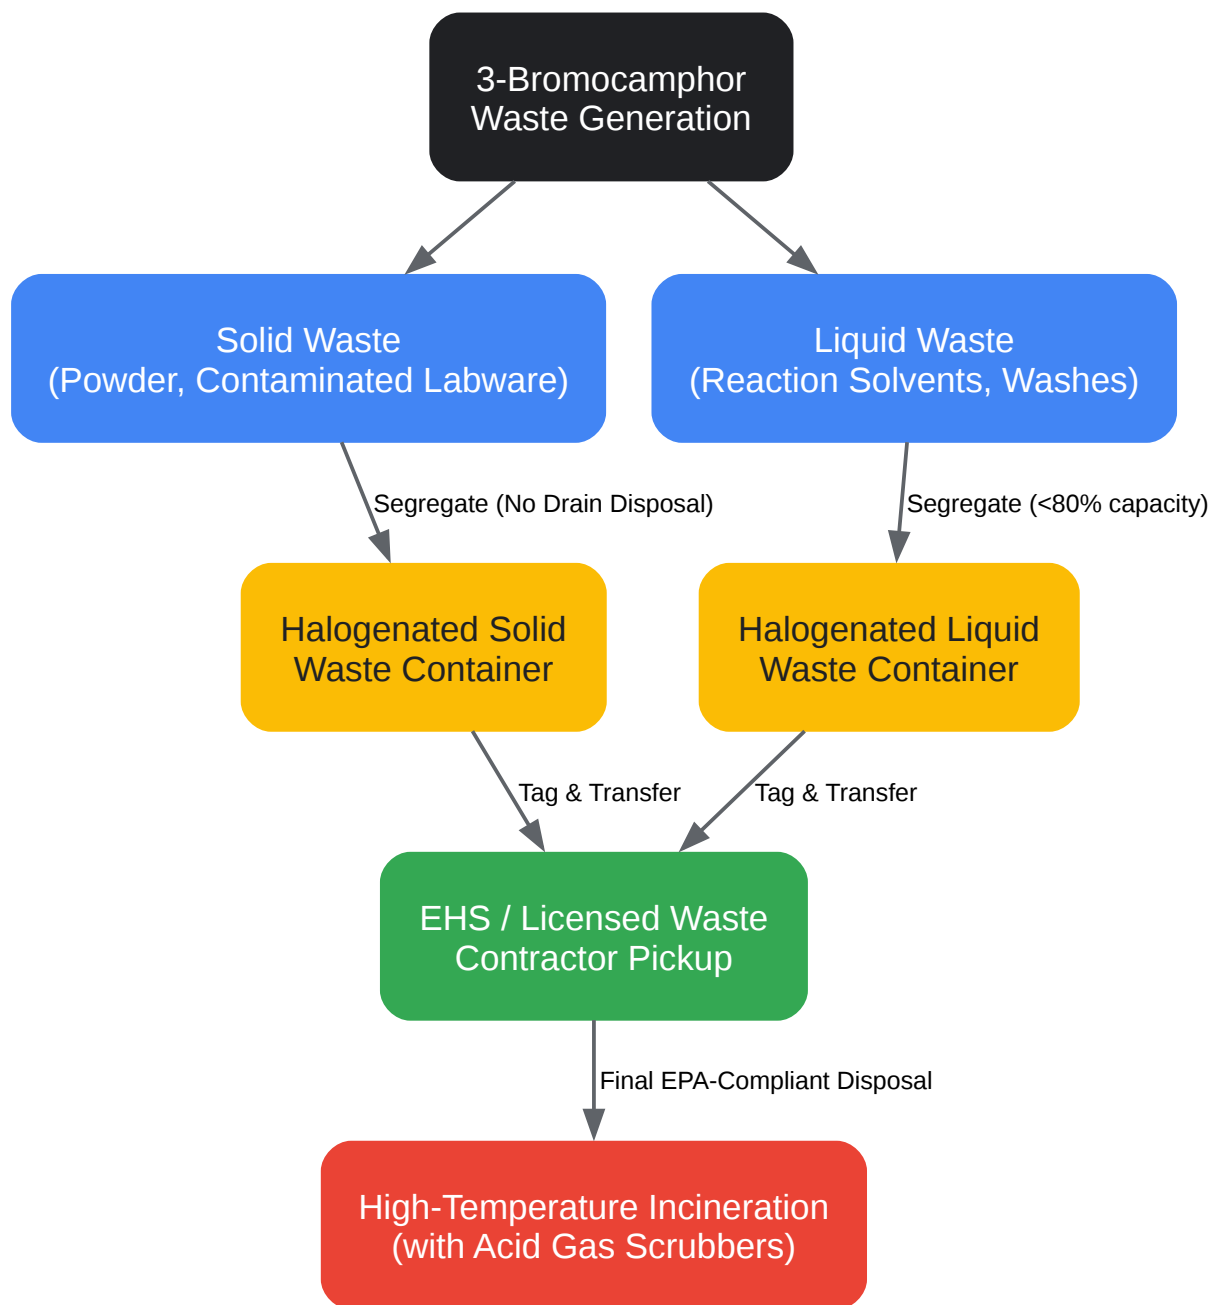 3-Bromocamphor
Waste Generation
Solid Waste
(Powder, Contaminated Labware)
Liquid Waste
(Reaction Solvents, Washes)
Segregate (No Drain Disposal)
Segregate (<80% capacity)
Halogenated Solid
Waste Container
Halogenated Liquid
Waste Container
Tag & Transfer
Tag & Transfer
EHS / Licensed Waste
Contractor Pickup
Final EPA-Compliant Disposal
High-Temperature Incineration
(with Acid Gas Scrubbers)